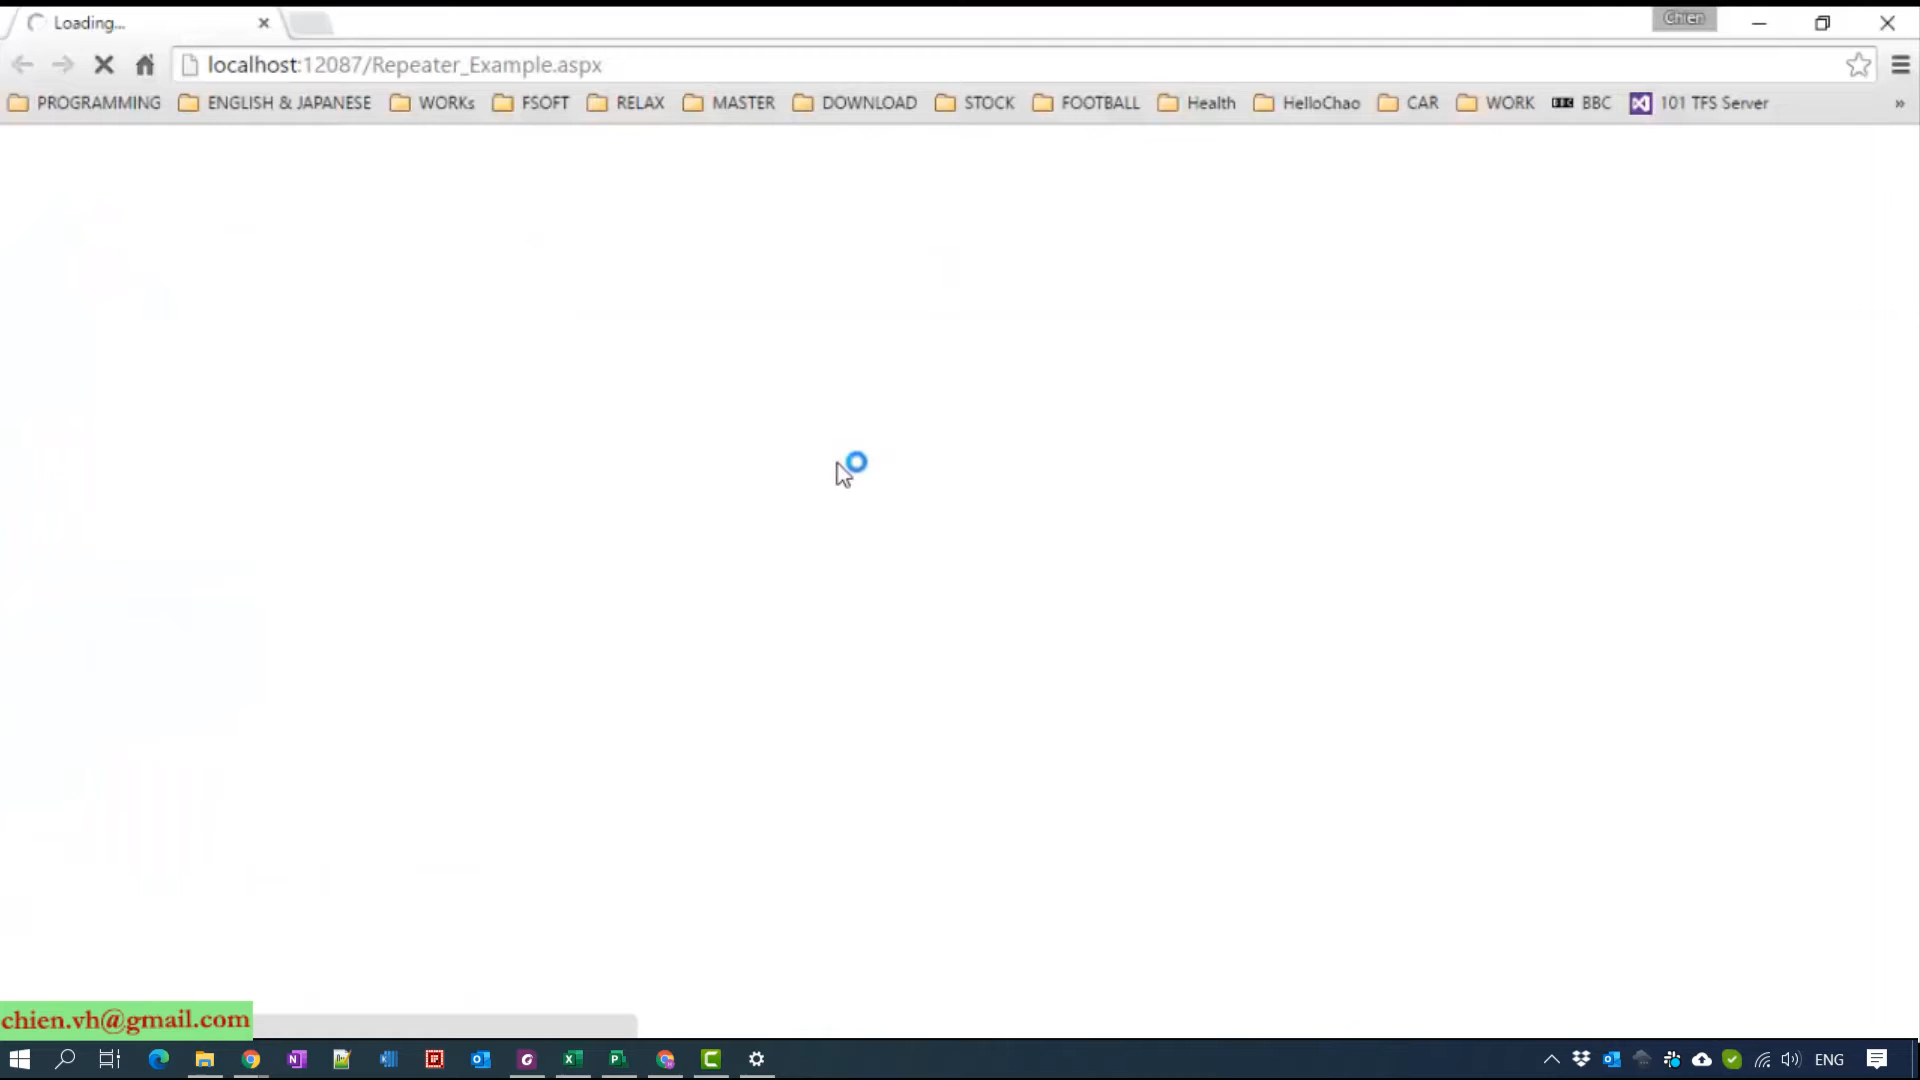 Loading...
Chien
localhost:12087/Repeater_Example.aspx
PROGRAMMING ENGLISH & JAPANESE WORKs FSOFT RELAX MASTER DOWNLOAD STOCK FOOTBALL Health HelloChao CAR WORK BBC BBC 101 TFS Server »
chien.vh@gmail.com
ENG